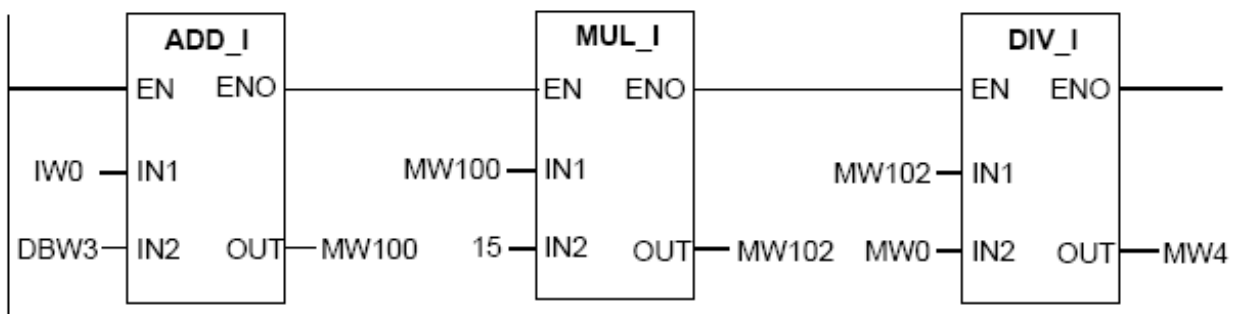 ADD_I MUL_I DIV_I
EN ENO EN ENO EN ENO
IW0 IN1 MW100 IN1 MW102 IN1
DBW3 IN2 OUT MW100 15 IN2 OUT MW102 MW0 IN2 OUT MW4